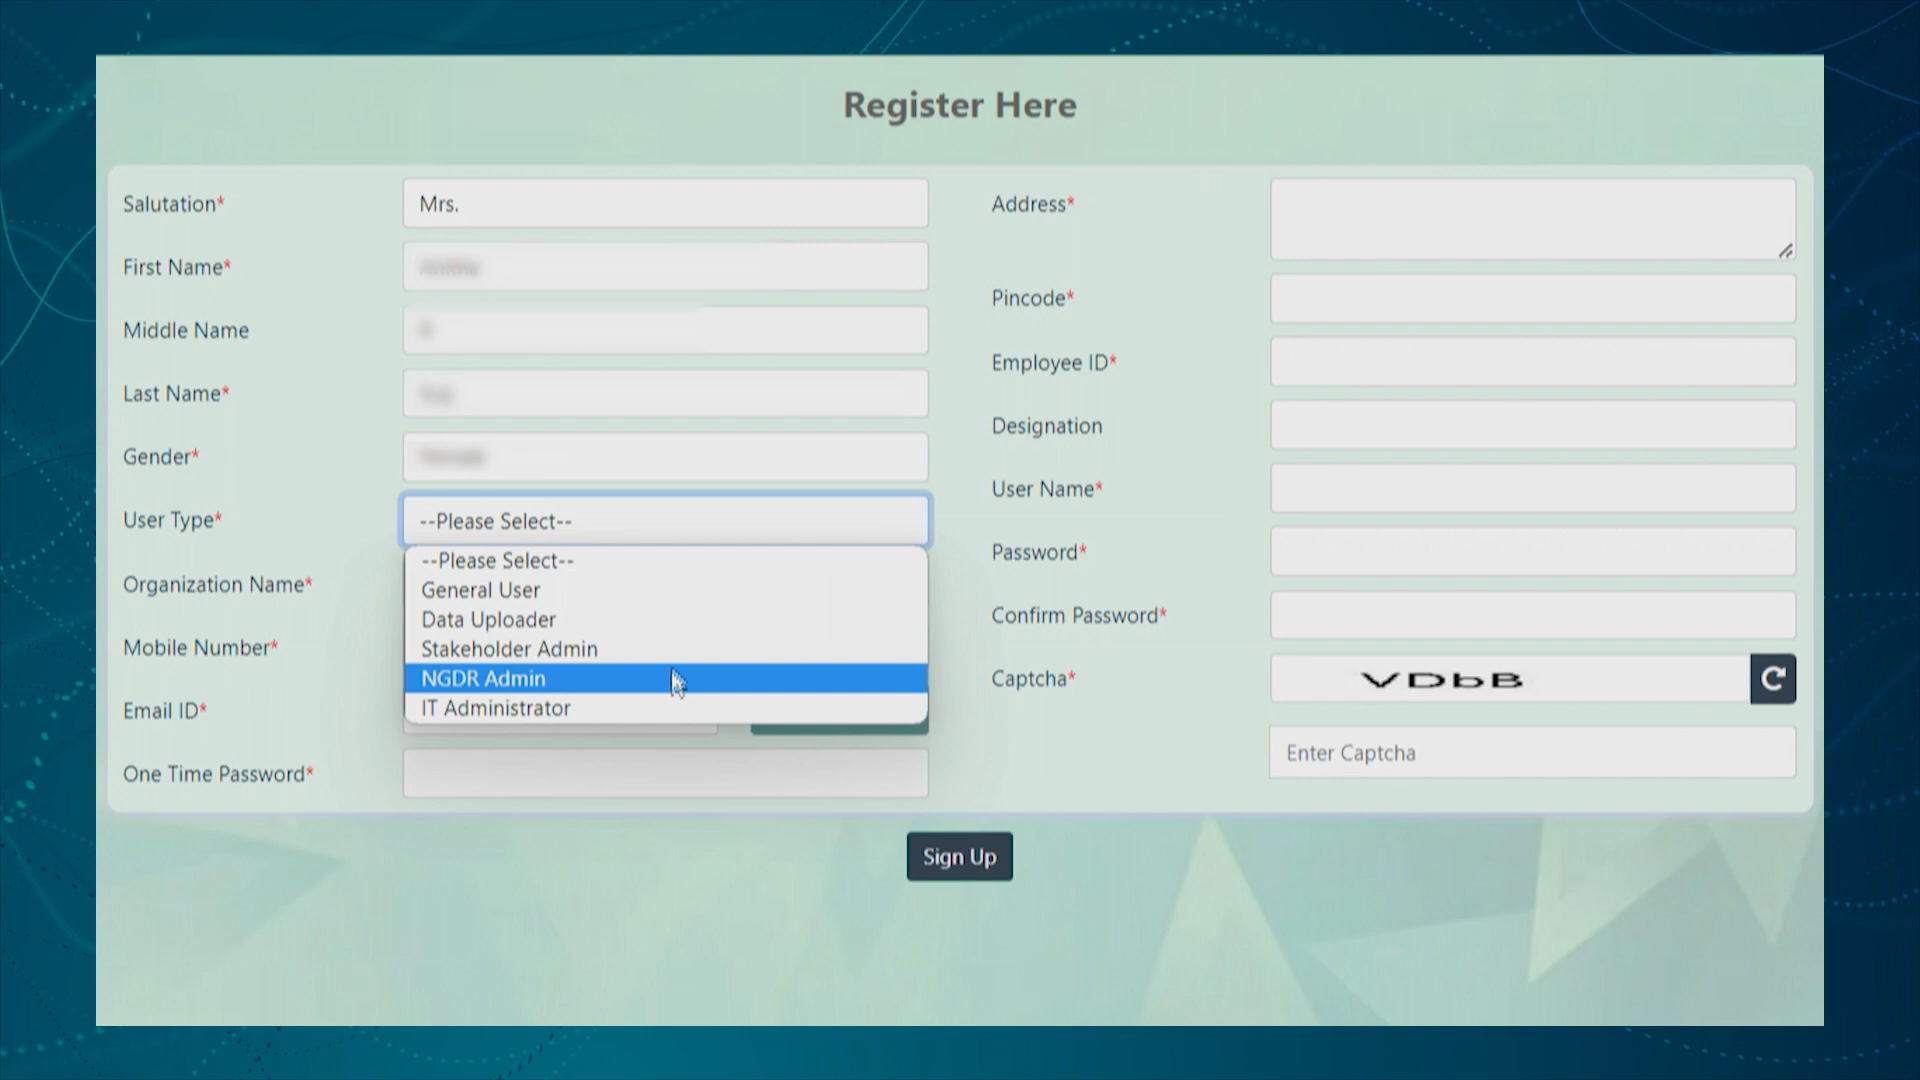 Register Here
Salutation*
Mrs.
First Name*
Middle Name
Last Name*
Gender*
User Type*
--Please Select--
--Please Select--
General User
Data Uploader
Stakeholder Admin
NGDR Admin
IT Administrator
Organization Name*
Mobile Number*
Email ID*
One Time Password*
Address*
Pincode*
Employee ID*
Designation
User Name*
Password*
Confirm Password*
Captcha*
VDbB
Enter Captcha
Sign Up